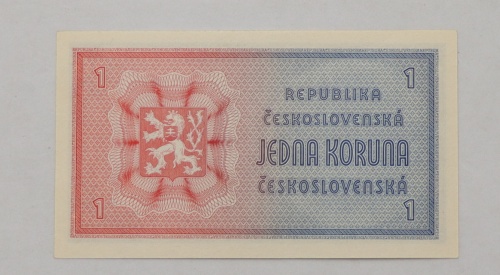 1
1
REPUBLIKA
ČESKOSLOVENSKÁ
JEDNA KORUNA
ČESKOSLOVENSKÁ
1
1